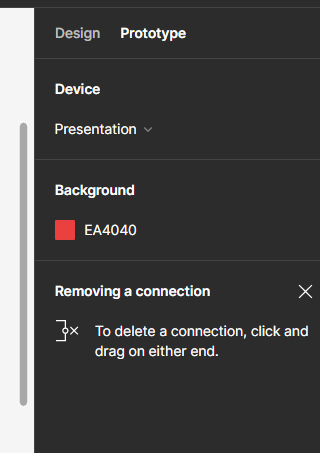 Design Prototype
Device
Presentation
Background
EA4040
Removing a connection
To delete a connection, click and
drag on either end.